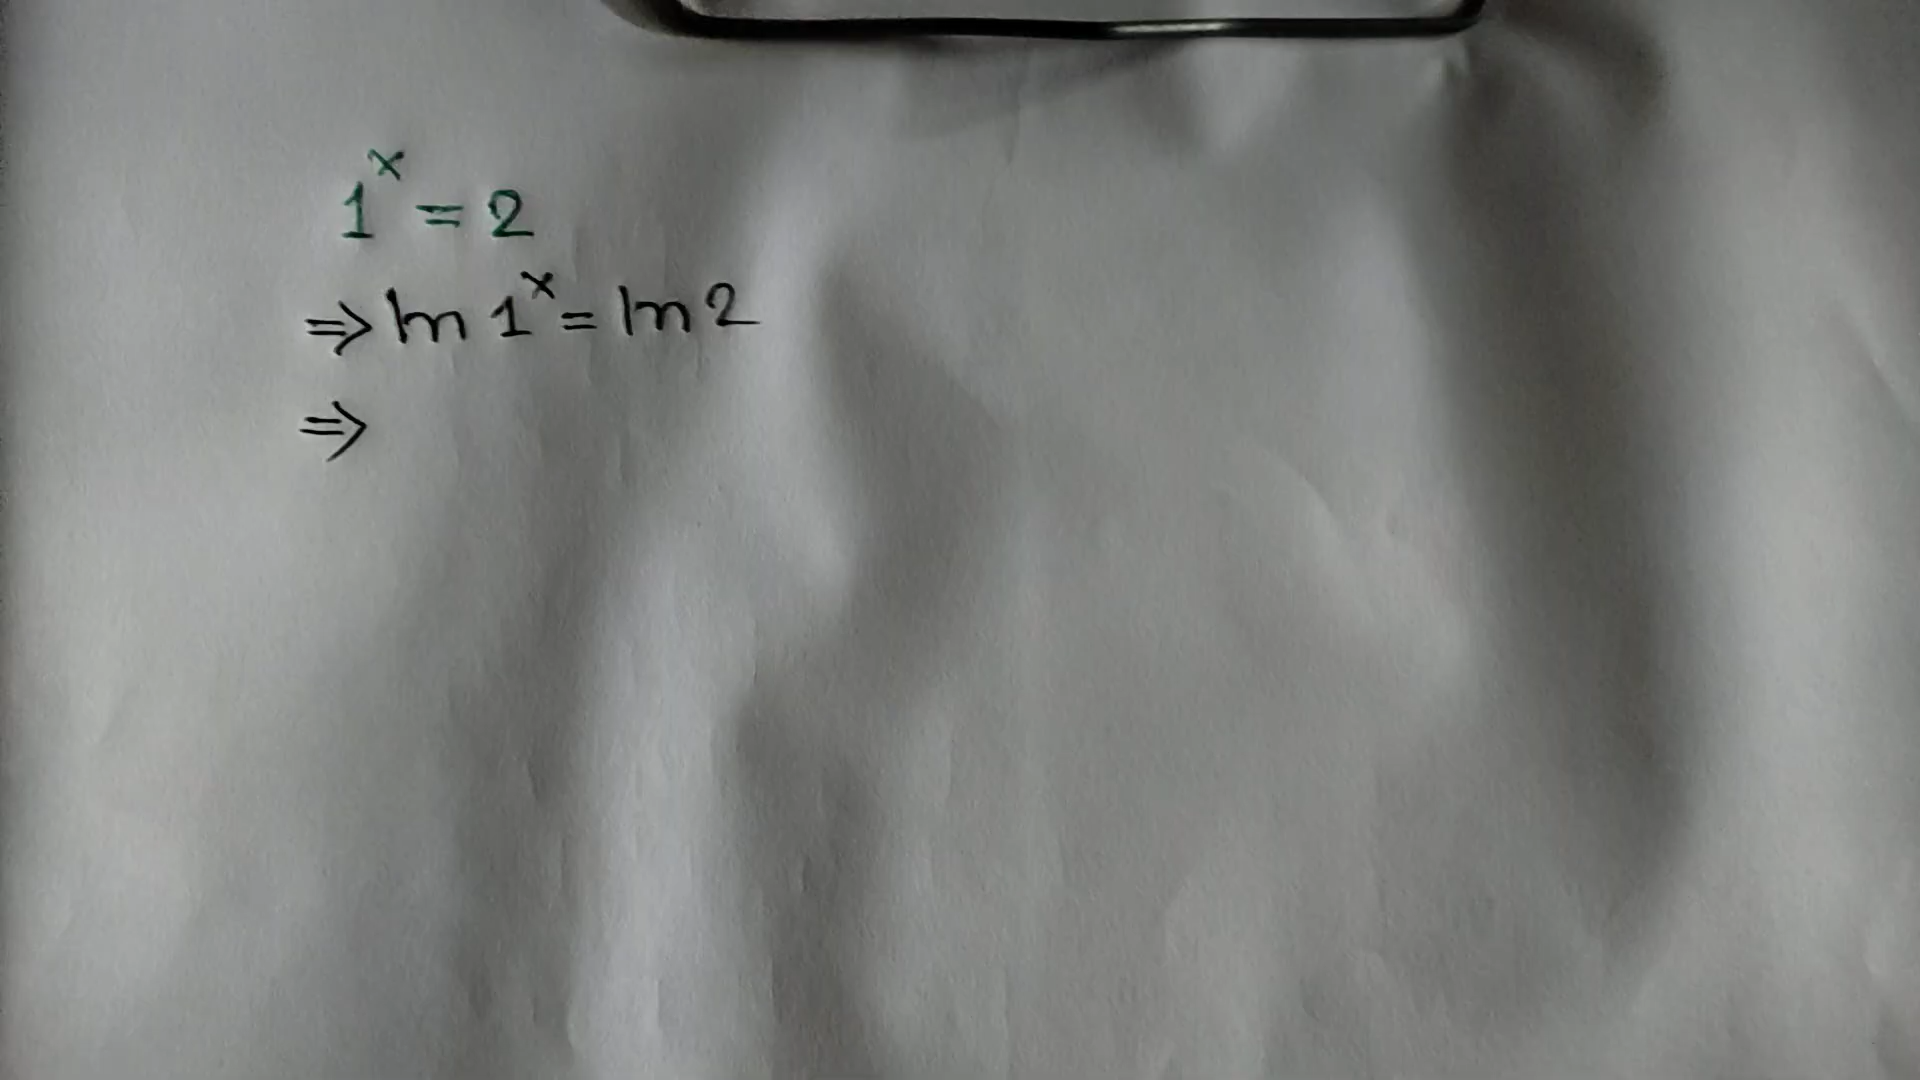 1^x = 2
⇒ ln 1^x = ln 2
⇒